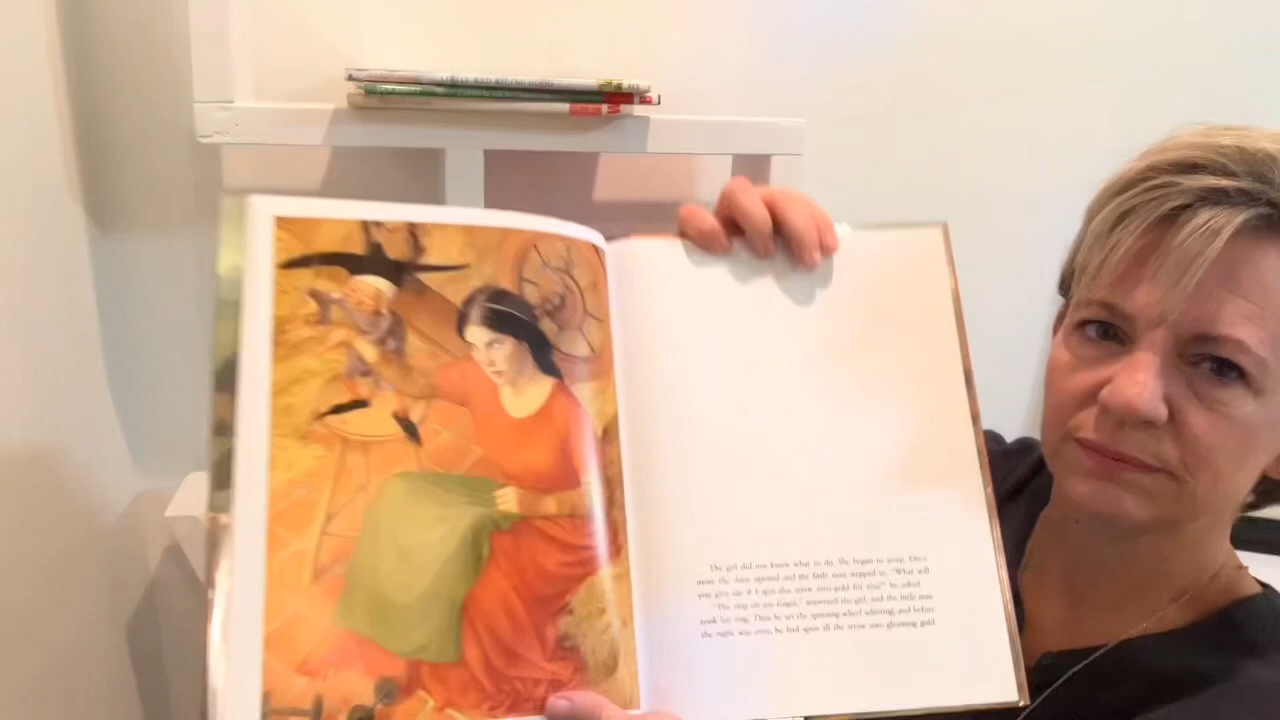 The girl did not know what to do. She began to weep. Once
more the door opened and the little man stepped in. "What will
you give me if I spin this straw into gold for you?" he asked.
"The ring on my finger," answered the girl, and the little man
took his ring. Then he set the spinning wheel whirring, and before
the night was over, he had spun all the straw into gleaming gold.